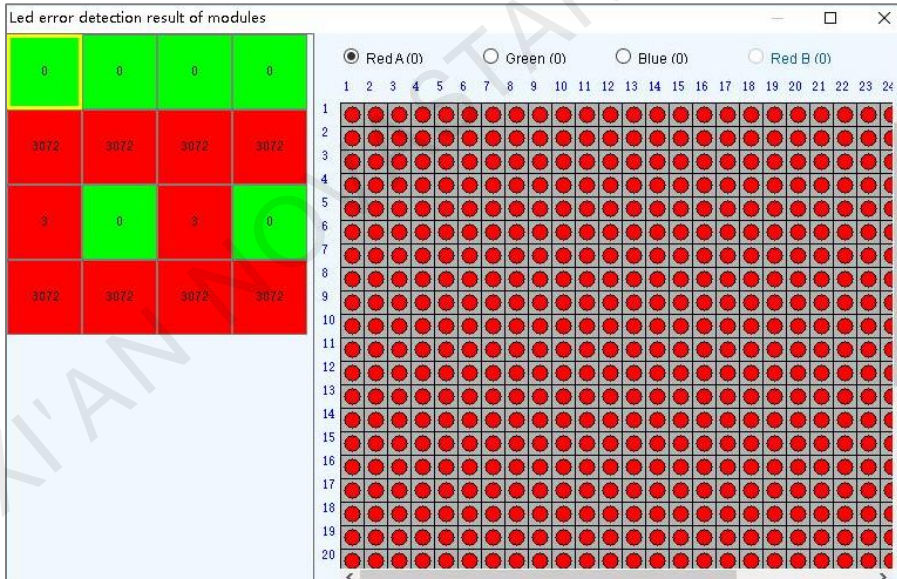 Led error detection result of modules
Red A (0) Green (0) Blue (0) Red B (0)
1 2 3 4 5 6 7 8 9 10 11 12 13 14 15 16 17 18 19 20 21 22 23 24
0 0 0 0
3072 3072 3072 3072
3 0 3 0
3072 3072 3072 3072
1
2
3
4
5
6
7
8
9
10
11
12
13
14
15
16
17
18
19
20
XI'AN NOVASTAR